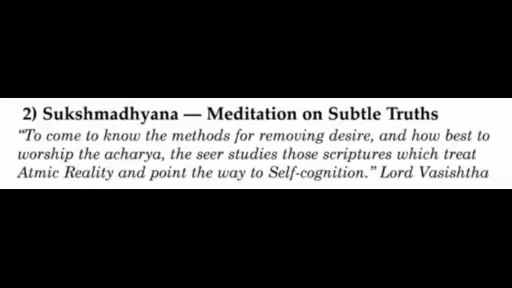 2) Sukshmadhyana — Meditation on Subtle Truths
“To come to know the methods for removing desire, and how best to
worship the acharya, the seer studies those scriptures which treat
Atmic Reality and point the way to Self-cognition.” Lord Vasishtha